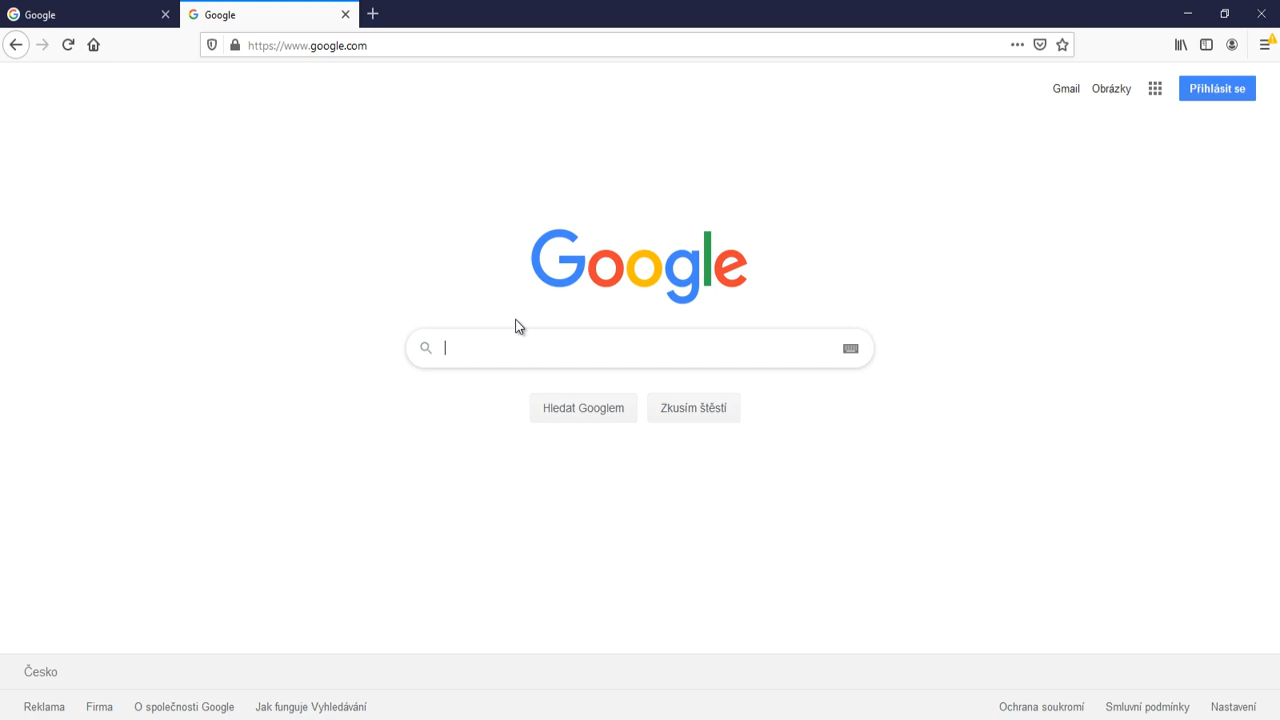 Google
Google
https://www.google.com
Gmail Obrázky Přihlásit se
Google
Hledat Googlem Zkusím štěstí
Česko
Reklama Firma O společnosti Google Jak funguje Vyhledávání Ochrana soukromí Smluvní podmínky Nastavení